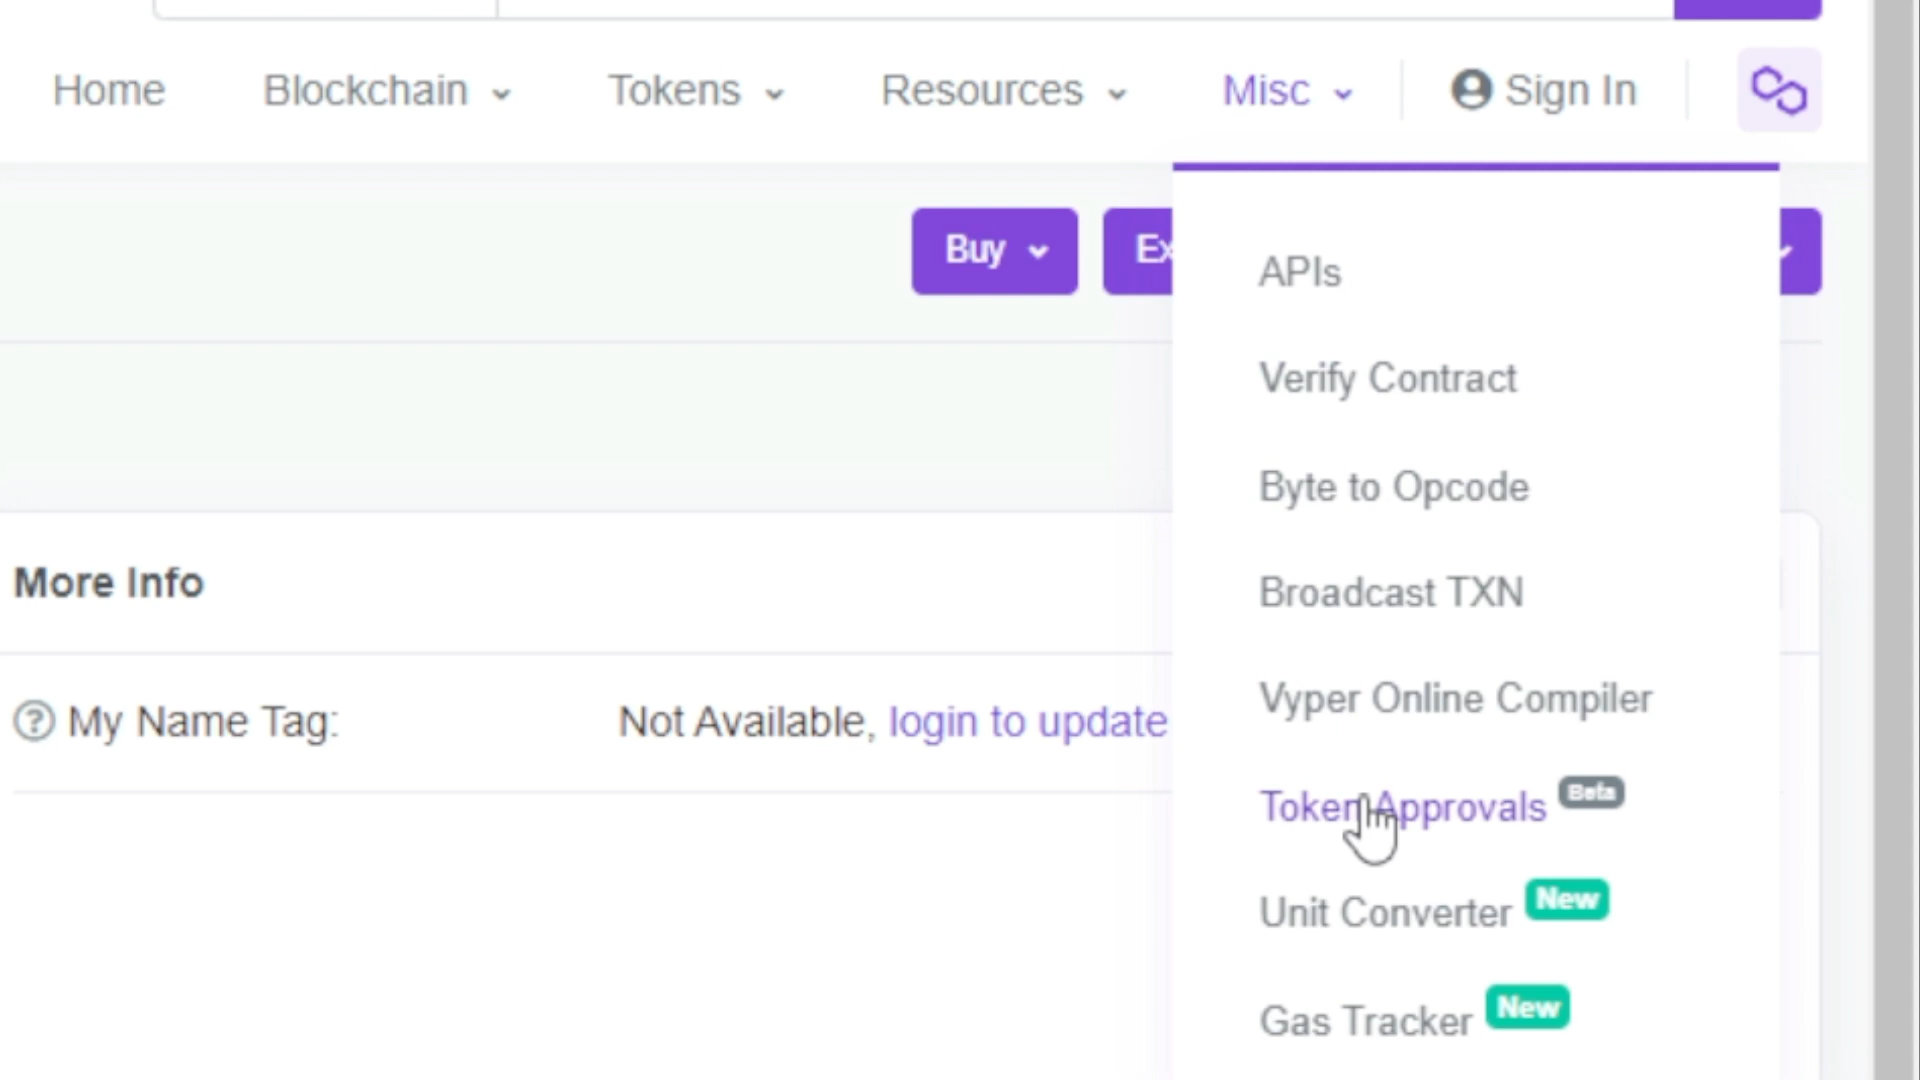 Home Blockchain Tokens Resources Misc Sign In
Buy Ex
APIs
Verify Contract
Byte to Opcode
More Info
Broadcast TXN
My Name Tag: Not Available, login to update
Vyper Online Compiler
Token Approvals Beta
Unit Converter New
Gas Tracker New